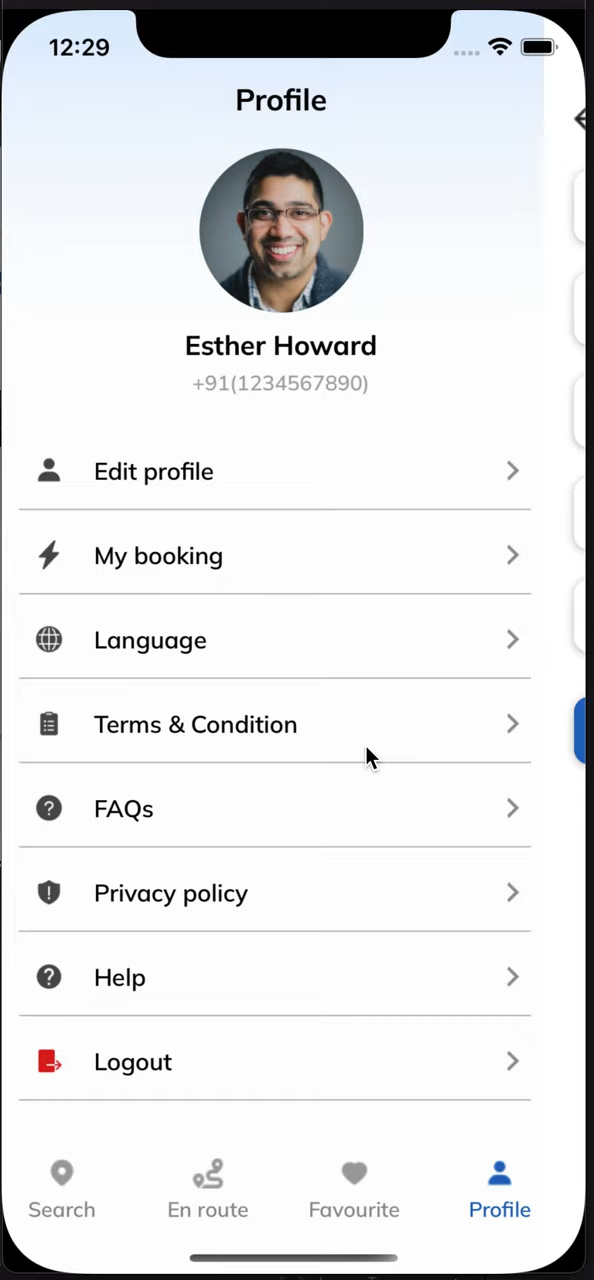 12:29
Profile
Esther Howard
+91(1234567890)
Edit profile
My booking
Language
Terms & Condition
FAQs
Privacy policy
Help
Logout
Search
En route
Favourite
Profile